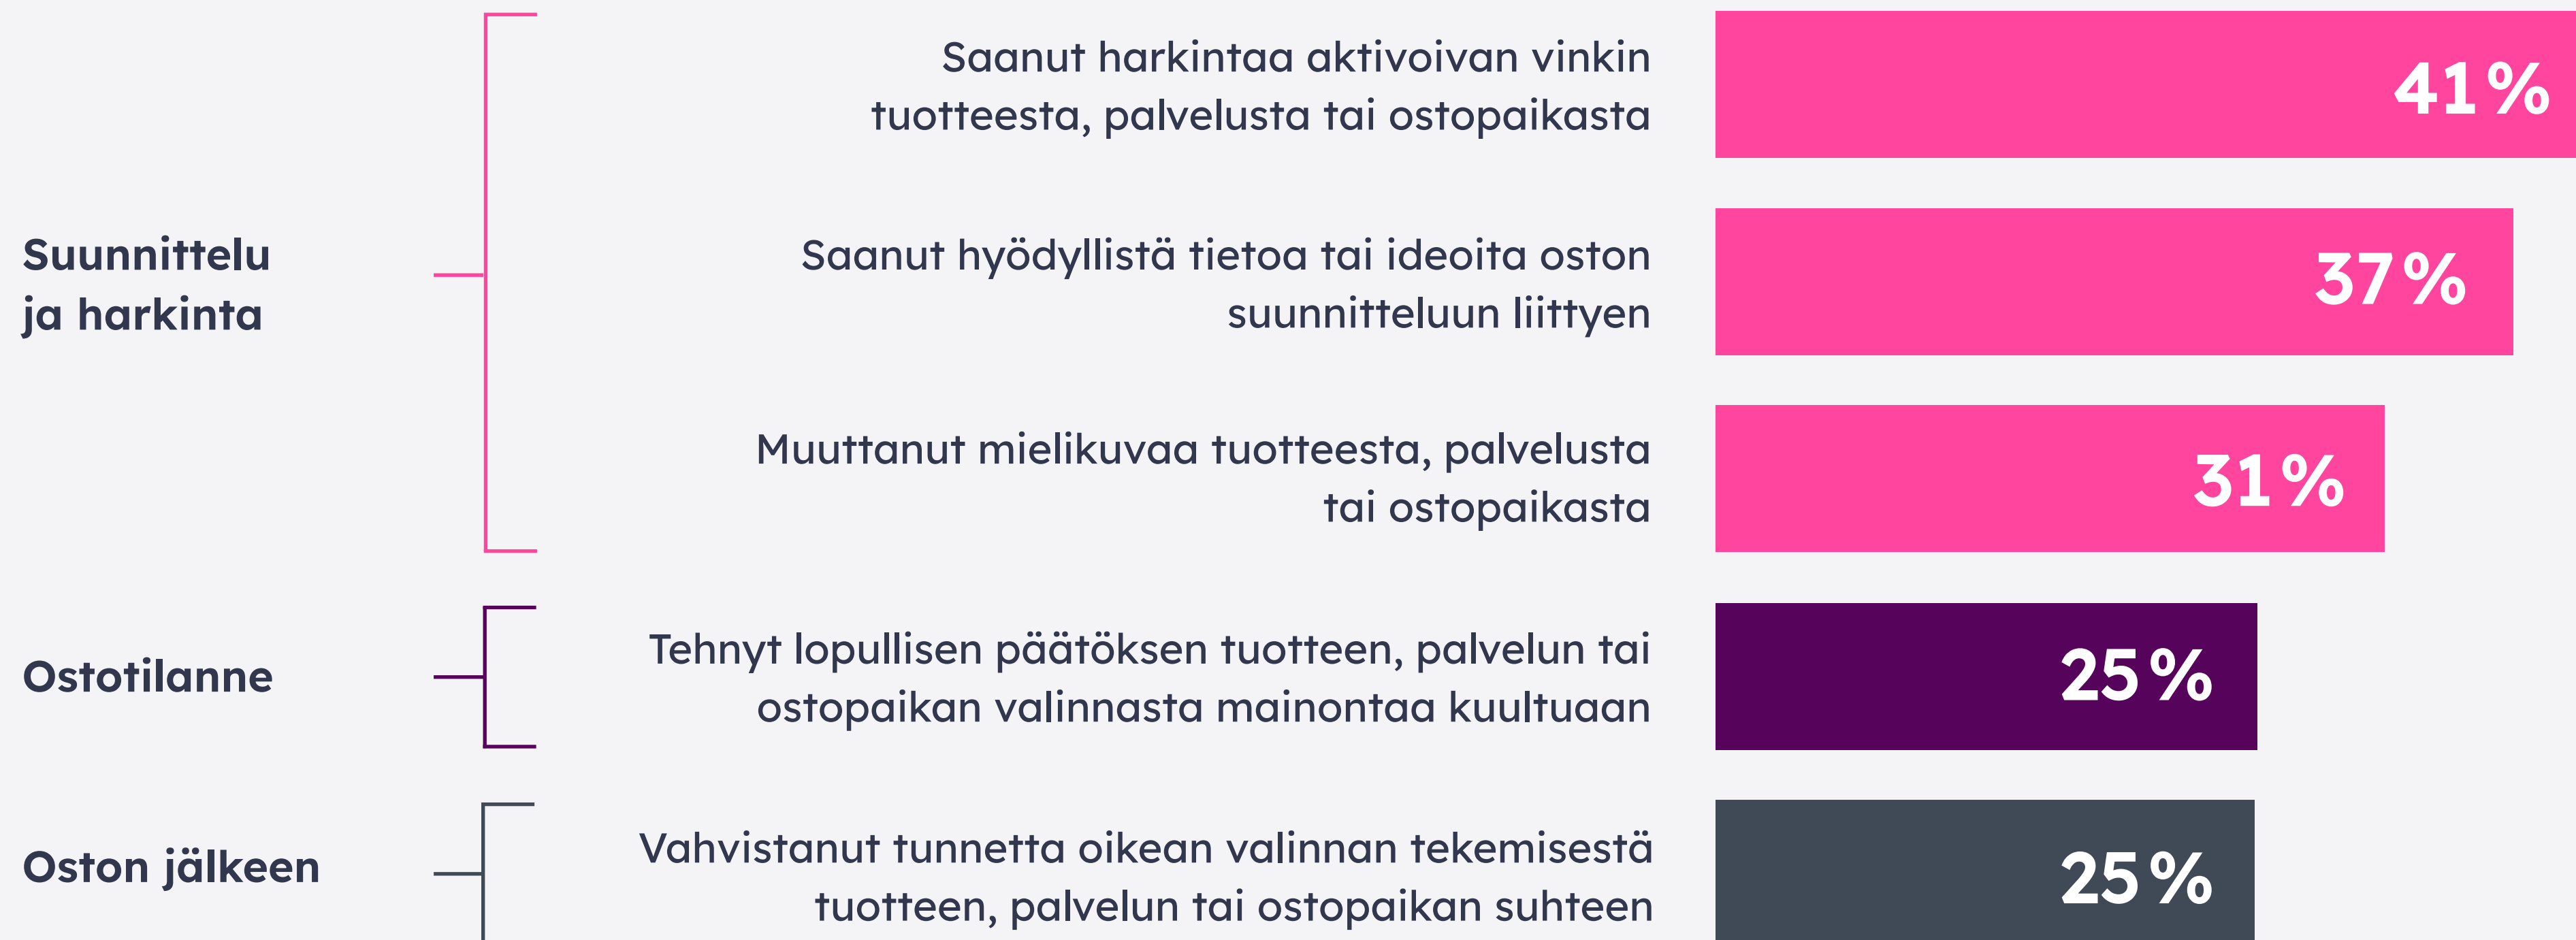 Saanut harkintaa aktivoivan vinkin
tuotteesta, palvelusta tai ostopaikasta
41 %
Suunnittelu
ja harkinta
Saanut hyödyllistä tietoa tai ideoita oston
suunnitteluun liittyen
37 %
Muuttanut mielikuvaa tuotteesta, palvelusta
tai ostopaikasta
31 %
Ostotilanne
Tehnyt lopullisen päätöksen tuotteen, palvelun tai
ostopaikan valinnasta mainontaa kuultuaan
25 %
Oston jälkeen
Vahvistanut tunnetta oikean valinnan tekemisestä
tuotteen, palvelun tai ostopaikan suhteen
25 %